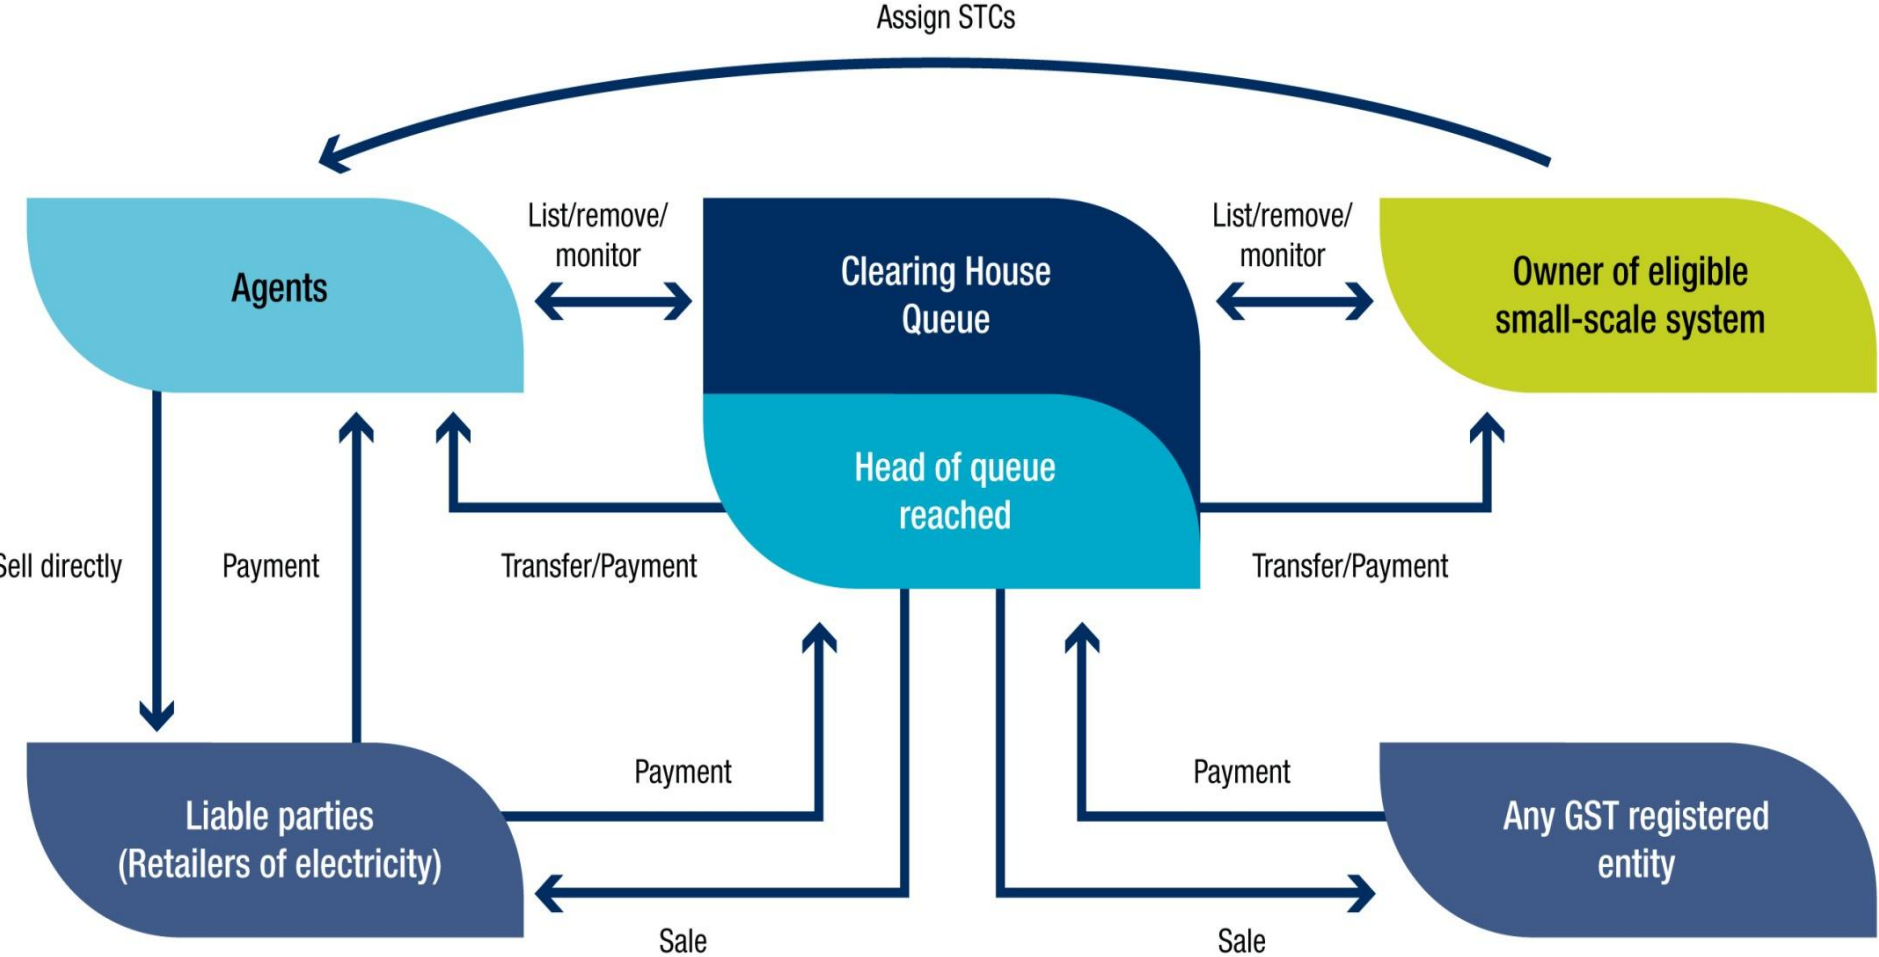 Assign STCs
List/remove/
monitor
List/remove/
monitor
Agents
Clearing House
Queue
Owner of eligible
small-scale system
Head of queue
reached
Sell directly
Payment
Transfer/Payment
Transfer/Payment
Payment
Payment
Liable parties
(Retailers of electricity)
Any GST registered
entity
Sale
Sale